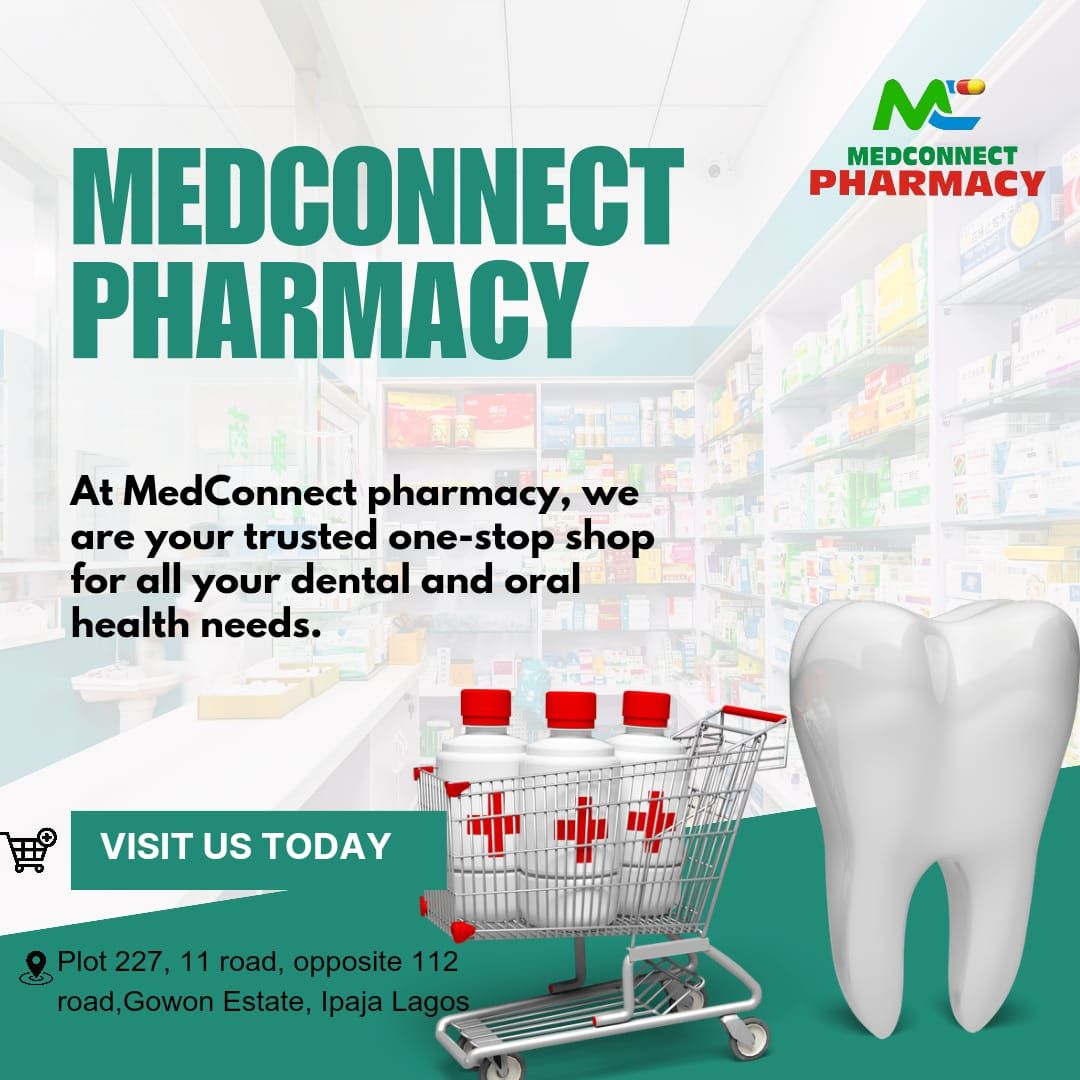 MEDCONNECT
PHARMACY
MEDCONNECT
PHARMACY
At MedConnect pharmacy, we
are your trusted one-stop shop
for all your dental and oral
health needs.
VISIT US TODAY
Plot 227, 11 road, opposite 112
road,Gowon Estate, Ipaja Lagos